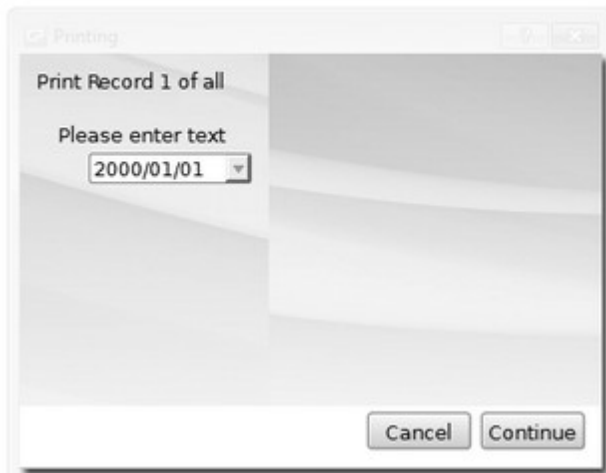 Printing
Print Record 1 of all
Please enter text
2000/01/01
Cancel Continue